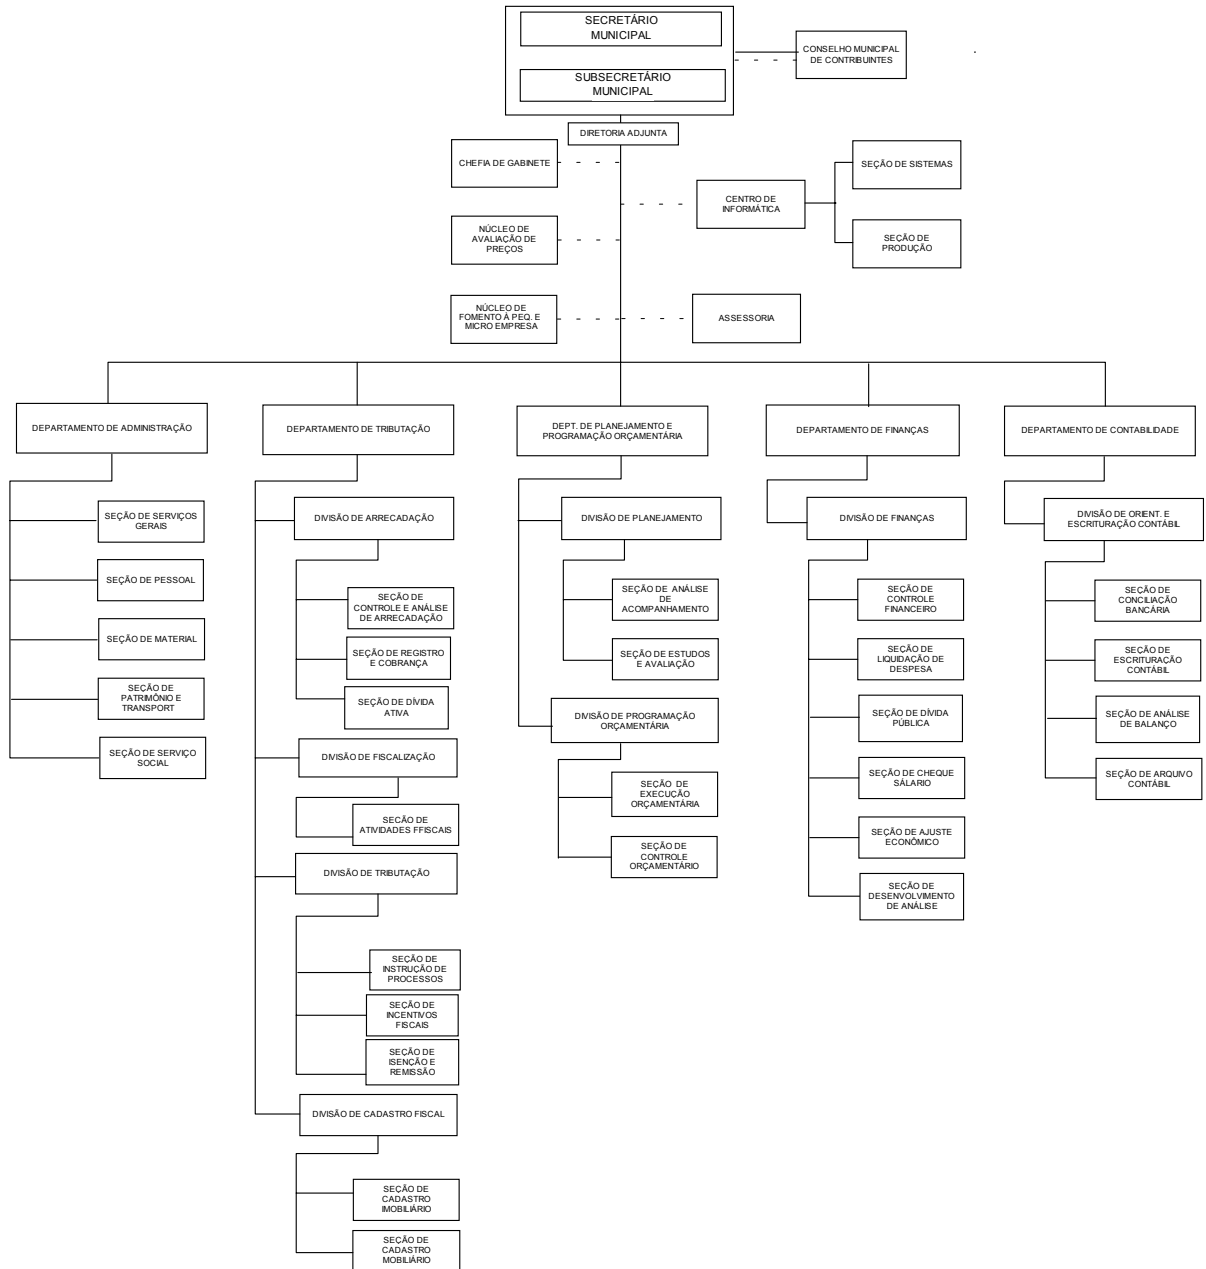 SECRETÁRIO
MUNICIPAL
CONSELHO MUNICIPAL
DE CONTRIBUINTES
SUBSECRETÁRIO
MUNICIPAL
DIRETORIA ADJUNTA
CHEFIA DE GABINETE
SEÇÃO DE SISTEMAS
CENTRO DE
INFORMÁTICA
NÚCLEO DE
AVALIAÇÃO DE
PREÇOS
SEÇÃO DE
PRODUÇÃO
NÚCLEO DE
FOMENTO À PEQ. E
MICRO EMPRESA
ASSESSORIA
DEPARTAMENTO DE ADMINISTRAÇÃO
SEÇÃO DE SERVIÇOS
GERAIS
SEÇÃO DE PESSOAL
SEÇÃO DE MATERIAL
SEÇÃO DE
PATRIMÔNIO E
TRANSPORT
SEÇÃO DE SERVIÇO
SOCIAL
DEPARTAMENTO DE TRIBUTAÇÃO
DIVISÃO DE ARRECADAÇÃO
SEÇÃO DE
CONTROLE E ANÁLISE
DE ARRECADAÇÃO
SEÇÃO DE REGISTRO
E COBRANÇA
SEÇÃO DE DÍVIDA
ATIVA
DIVISÃO DE FISCALIZAÇÃO
SECÃO DE
ATIVIDADES FFISCAIS
DIVISÃO DE TRIBUTAÇÃO
SEÇÃO DE
INSTRUÇÃO DE
PROCESSOS
SEÇÃO DE
INCENTIVOS
FISCAIS
SEÇÃO DE
ISENÇÃO E
REMISSÃO
DIVISÃO DE CADASTRO FISCAL
SEÇÃO DE
CADASTRO
IMOBILIÁRIO
SEÇÃO DE
CADASTRO
MOBILIÁRIO
DEPT. DE PLANEJAMENTO E
PROGRAMAÇÃO ORÇAMENTÁRIA
DIVISÃO DE PLANEJAMENTO
SEÇÃO DE ANÁLISE
DE
ACOMPANHAMENTO
SEÇÃO DE ESTUDOS
E AVALIAÇÃO
DIVISÃO DE PROGRAMAÇÃO
ORÇAMENTÁRIA
SEÇÃO DE
EXECUÇÃO
ORÇAMENTÁRIA
SEÇÃO DE
CONTROLE
ORÇAMENTÁRIO
DEPARTAMENTO DE FINANÇAS
DIVISÃO DE FINANÇAS
SEÇÃO DE
CONTROLE
FINANCEIRO
SEÇÃO DE
LIQUIDAÇÃO DE
DESPESA
SEÇÃO DE DÍVIDA
PÚBLICA
SEÇÃO DE CHEQUE
SÁLARIO
SEÇÃO DE AJUSTE
ECONÔMICO
SEÇÃO DE
DESENVOLVIMENTO
DE ANÁLISE
DEPARTAMENTO DE CONTABILIDADE
DIVISÃO DE ORIENT. E
ESCRITURAÇÃO CONTÁBIL
SEÇÃO DE
CONCILIAÇÃO
BANCÁRIA
SEÇÃO DE
ESCRITURAÇÃO
CONTÁBIL
SEÇÃO DE ANÁLISE
DE BALANÇO
SEÇÃO DE ARQUIVO
CONTÁBIL